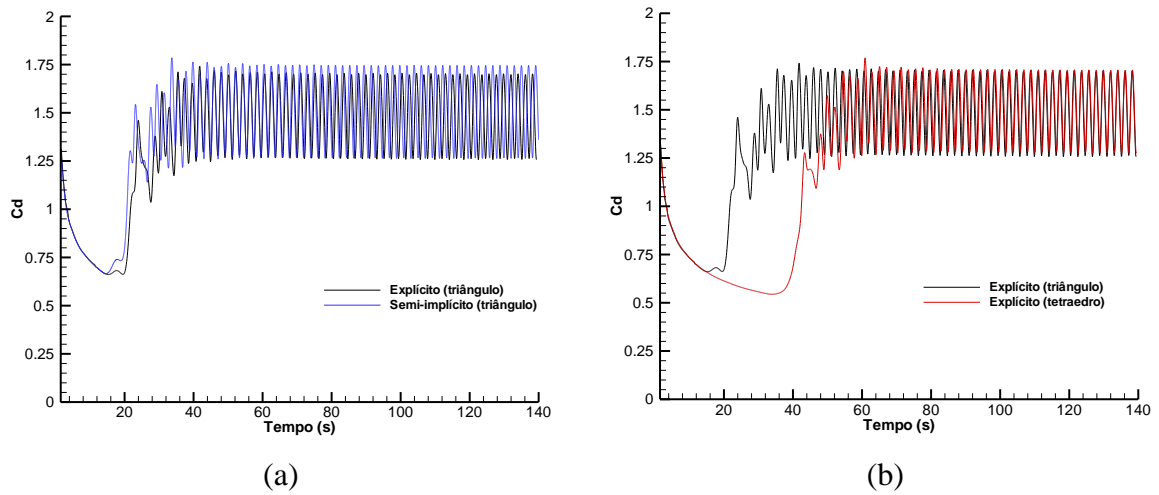 2
1.75
1.5
1.25
1
0.75
0.5
0.25
0
Cd
20 40 60 80 100 120 140
Tempo (s)
Explícito (triângulo)
Semi-implícito (triângulo)
(a)
2
1.75
1.5
1.25
1
0.75
0.5
0.25
0
Cd
20 40 60 80 100 120 140
Tempo (s)
Explícito (triângulo)
Explícito (tetraedro)
(b)